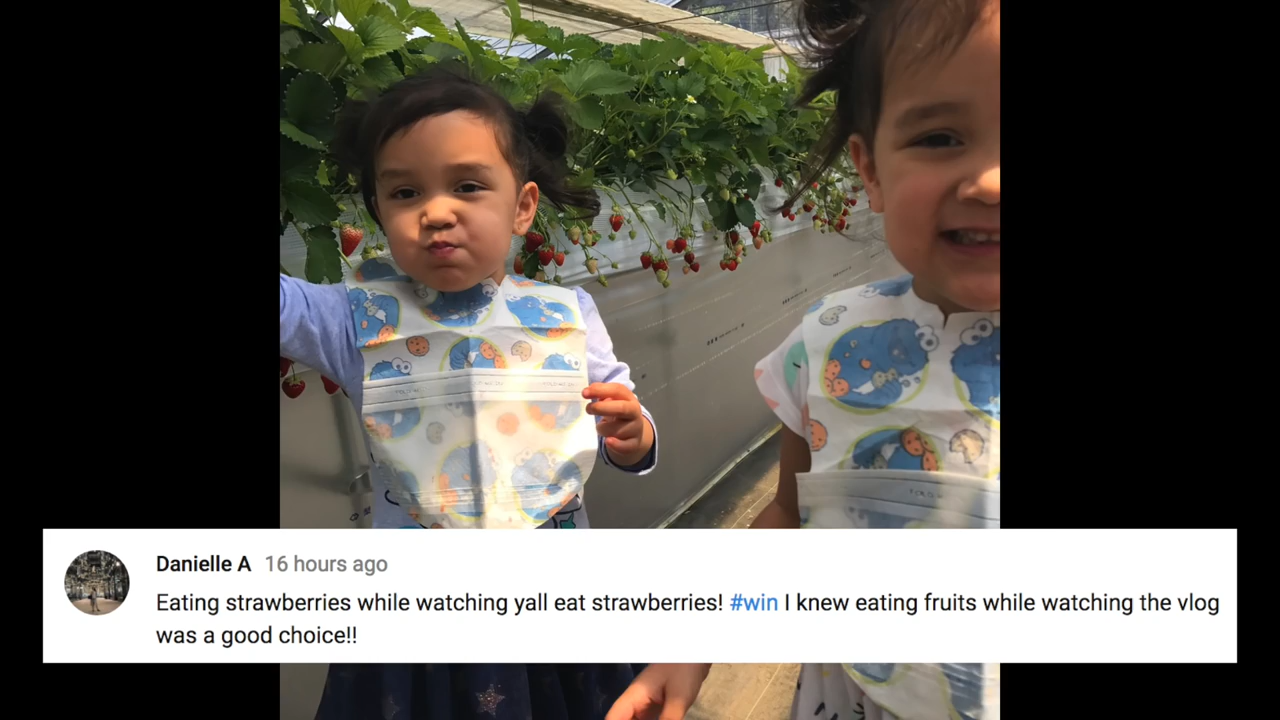 Danielle A 16 hours ago
Eating strawberries while watching yall eat strawberries! #win I knew eating fruits while watching the vlog
was a good choice!!